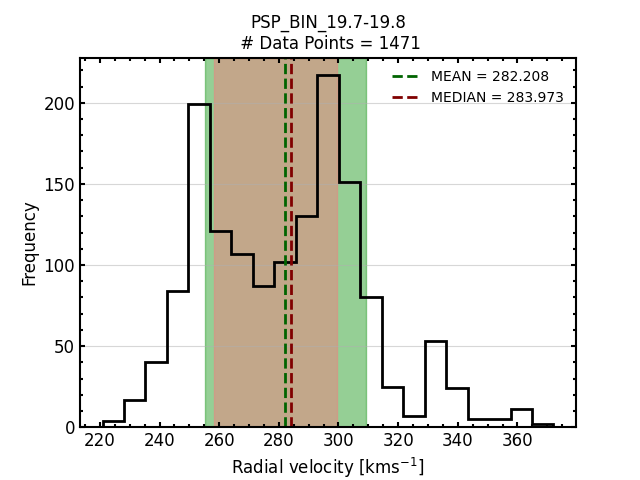 PSP_BIN_19.7-19.8
# Data Points = 1471
MEAN = 282.208
MEDIAN = 283.973
Frequency
200
150
100
50
0
220 240 260 280 300 320 340 360
Radial velocity [kms⁻¹]